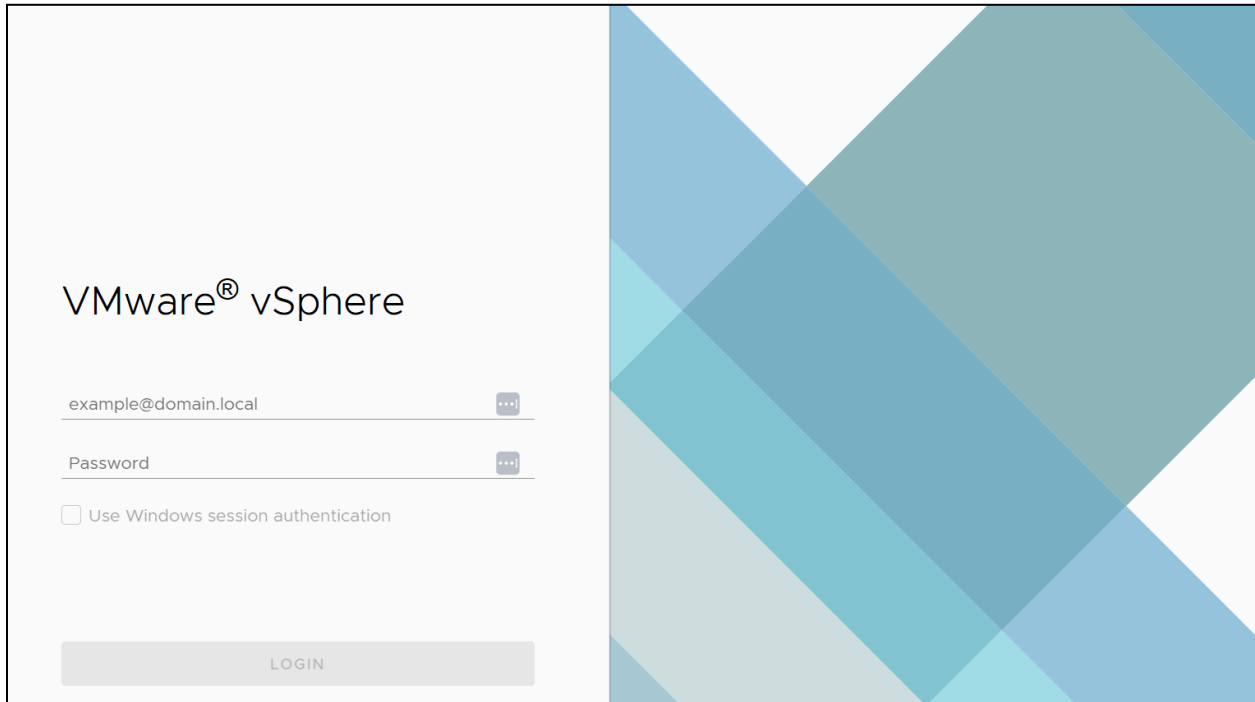 VMware® vSphere
example@domain.local
Password
Use Windows session authentication
LOGIN